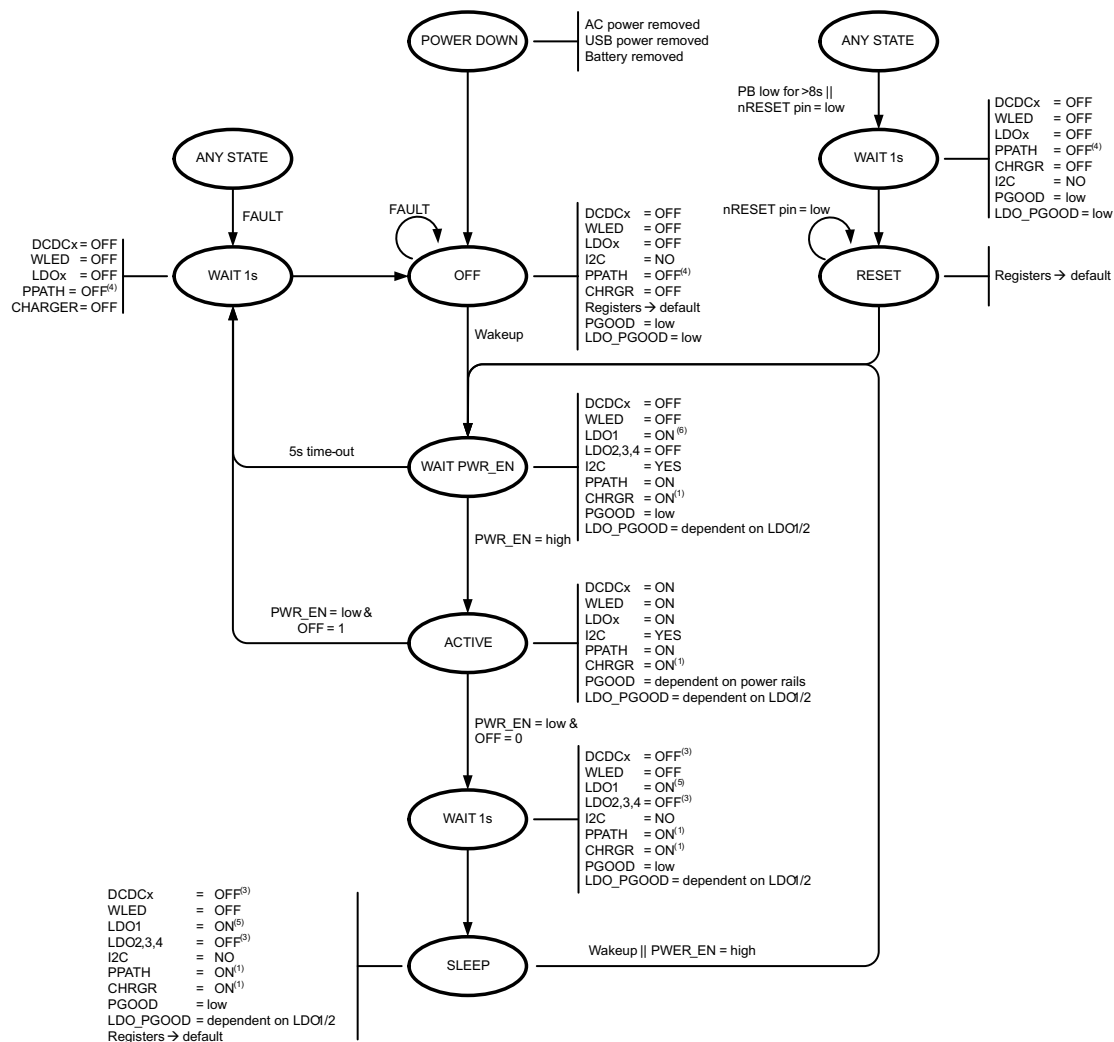 POWER DOWN
AC power removed
USB power removed
Battery removed
ANY STATE
PB low for >8s ||
nRESET pin = low
WAIT 1s
DCDCx = OFF
WLED = OFF
LDOx = OFF
PPATH = OFF(4)
CHRGR = OFF
I2C = NO
PGOOD = low
LDO_PGOOD = low
ANY STATE
FAULT
DCDCx = OFF
WLED = OFF
LDOx = OFF
PPATH = OFF(4)
CHARGER = OFF
WAIT 1s
FAULT
OFF
DCDCx = OFF
WLED = OFF
LDOx = OFF
I2C = NO
PPATH = OFF(4)
CHRGR = OFF
Registers → default
PGOOD = low
LDO_PGOOD = low
nRESET pin = low
RESET
Registers → default
Wakeup
5s time-out
WAIT PWR_EN
DCDCx = OFF
WLED = OFF
LDO1 = ON(6)
LDO2,3,4 = OFF
I2C = YES
PPATH = ON
CHRGR = ON(1)
PGOOD = low
LDO_PGOOD = dependent on LDO1/2
PWR_EN = high
PWR_EN = low &
OFF = 1
ACTIVE
DCDCx = ON
WLED = ON
LDOx = ON
I2C = YES
PPATH = ON
CHRGR = ON(1)
PGOOD = dependent on power rails
LDO_PGOOD = dependent on LDO1/2
PWR_EN = low &
OFF = 0
WAIT 1s
DCDCx = OFF(3)
WLED = OFF
LDO1 = ON(5)
LDO2,3,4 = OFF(3)
I2C = NO
PPATH = ON(1)
CHRGR = ON(1)
PGOOD = low
LDO_PGOOD = dependent on LDO1/2
DCDCx = OFF(3)
WLED = OFF
LDO1 = ON(5)
LDO2,3,4 = OFF(3)
I2C = NO
PPATH = ON(1)
CHRGR = ON(1)
PGOOD = low
LDO_PGOOD = dependent on LDO1/2
Registers → default
SLEEP
Wakeup || PWER_EN = high